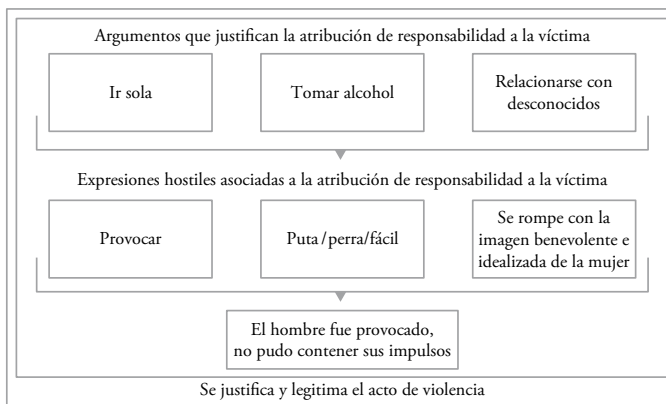 Argumentos que justifican la atribución de responsabilidad a la víctima
Ir sola
Tomar alcohol
Relacionarse con
desconocidos
Expresiones hostiles asociadas a la atribución de responsabilidad a la víctima
Provocar
Puta/perra/fácil
Se rompe con la
imagen benevolente e
idealizada de la mujer
El hombre fue provocado,
no pudo contener sus impulsos
Se justifica y legitima el acto de violencia